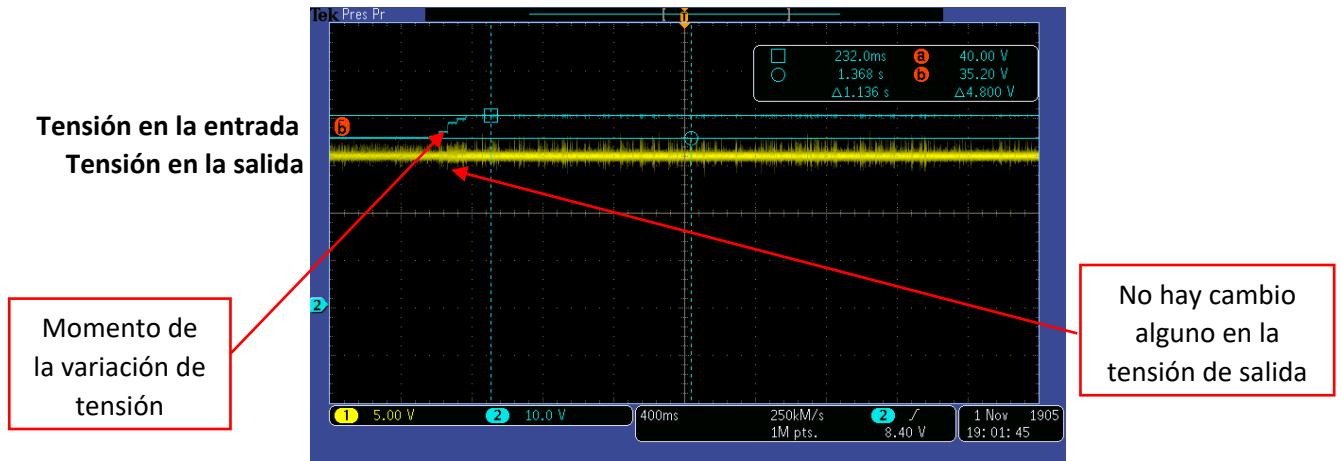 Tek Pres Pr
T
232.0ms a 40.00 V
1.368 s b 35.20 V
△1.136 s △4.800 V
b
Tensión en la entrada
Tensión en la salida
2
Momento de
la variación de
tensión
No hay cambio
alguno en la
tensión de salida
1 5.00 V 2 10.0 V 400ms 250kM/s 2 ∫ 1 Nov 1905
1M pts. 8.40 V 19:01:45